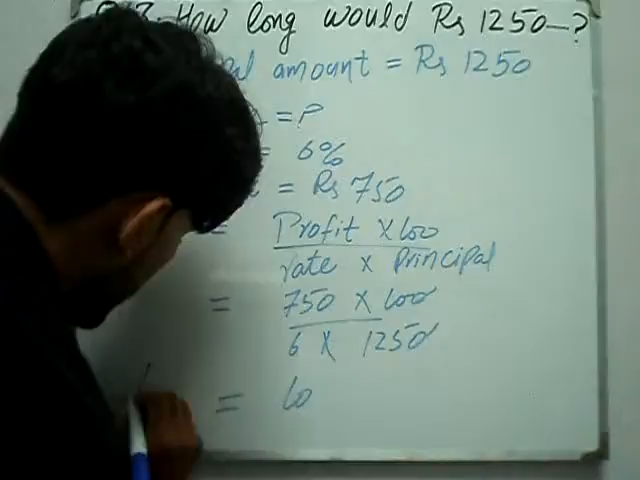 How long would Rs 1250—?
amount = Rs 1250
= ?
= 6%
= Rs 750
= Profit × 100
rate × principal
= 750 × 100
6 × 1250
= 10